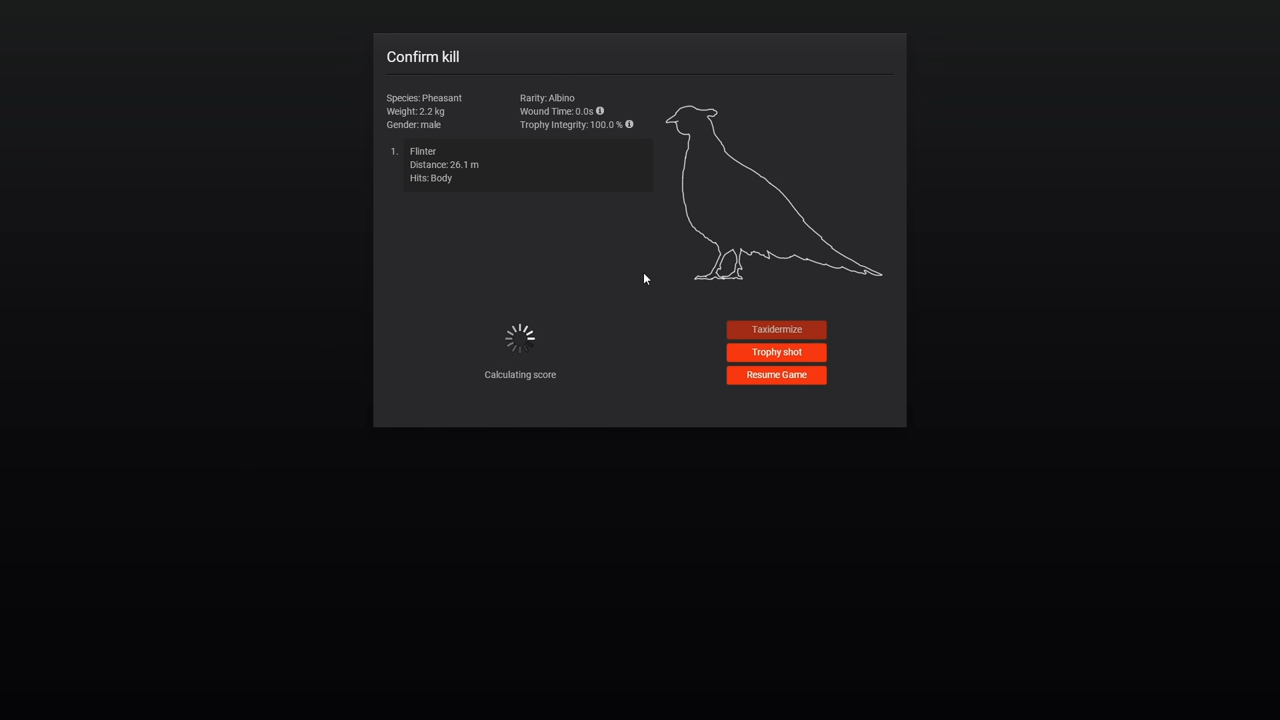 Confirm kill
Species: Pheasant
Weight: 2.2 kg
Gender: male
Rarity: Albino
Wound Time: 0.0s
Trophy Integrity: 100.0 %
1.
Flinter
Distance: 26.1 m
Hits: Body
Calculating score
Taxidermize
Trophy shot
Resume Game